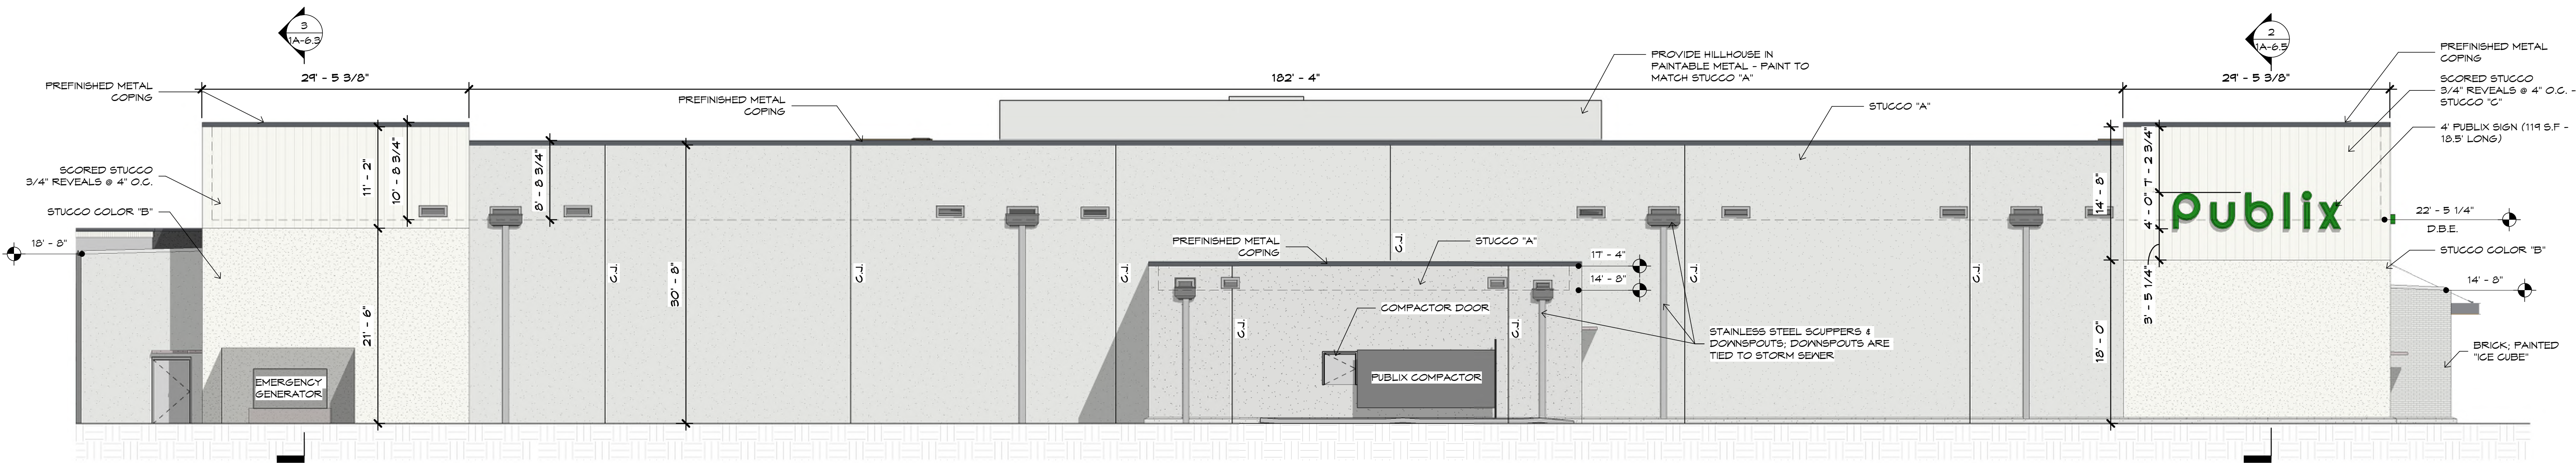 3
1A-6.3
2
1A-6.5
29' - 5 3/8"
182' - 4"
29' - 5 3/8"
PREFINISHED METAL
COPING
PREFINISHED METAL
COPING
PROVIDE HILLHOUSE IN
PAINTABLE METAL - PAINT TO
MATCH STUCCO "A"
STUCCO "A"
PREFINISHED METAL
COPING
SCORED STUCCO
3/4" REVEALS @ 4" O.C. -
STUCCO "C"
4' PUBLIX SIGN (119 S.F -
18.5' LONG)
SCORED STUCCO
3/4" REVEALS @ 4" O.C.
STUCCO COLOR "B"
18' - 8"
11' - 2"
10' - 8 3/4"
8' - 8 3/4"
21' - 6"
30' - 8"
C.J.
C.J.
C.J.
C.J.
C.J.
C.J.
PREFINISHED METAL
COPING
STUCCO "A"
17' - 4"
14' - 8"
C.J.
C.J.
COMPACTOR DOOR
PUBLIX COMPACTOR
EMERGENCY
GENERATOR
STAINLESS STEEL SCUPPERS &
DOWNSPOUTS; DOWNSPOUTS ARE
TIED TO STORM SEWER
14' - 8"
18' - 0"
7' - 2 3/4"
4' - 0"
3' - 5 1/4"
Publix
22' - 5 1/4"
D.B.E.
STUCCO COLOR "B"
14' - 8"
BRICK; PAINTED
"ICE CUBE"